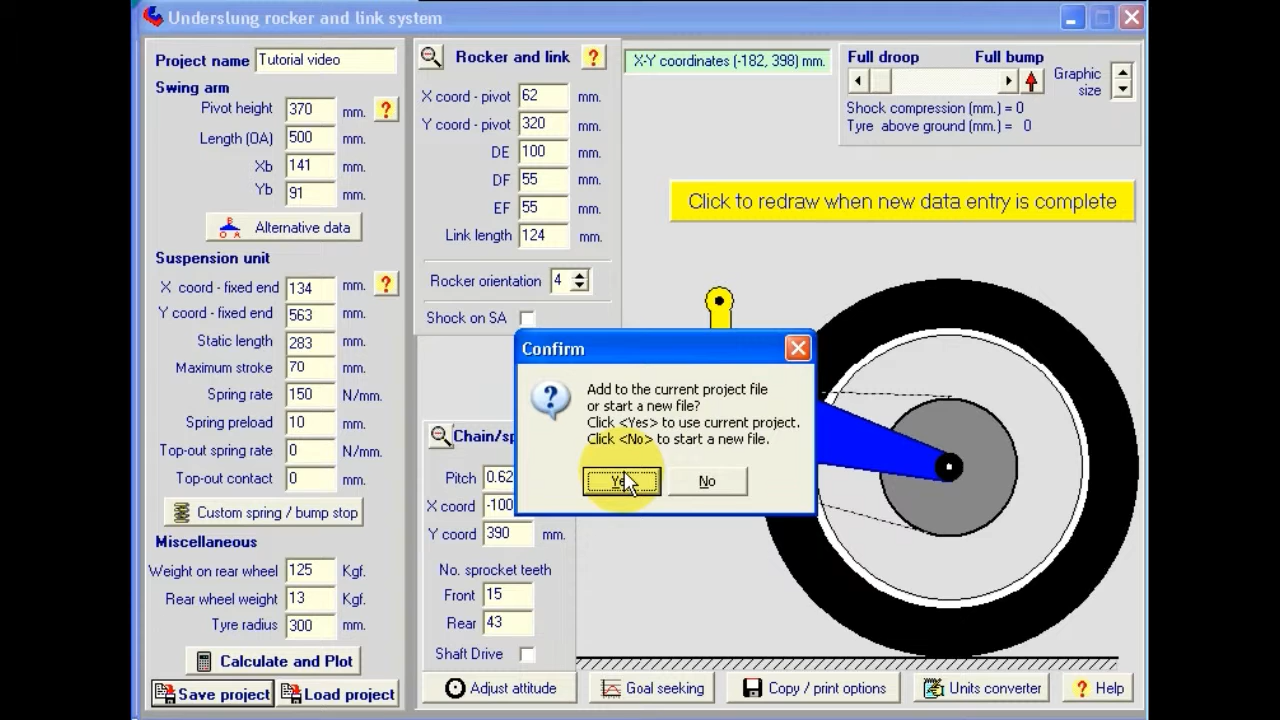 Underslung rocker and link system
Project name Tutorial video
Swing arm
Pivot height 370 mm. ?
Length (OA) 500 mm.
Xb 141 mm.
Yb 91 mm.
B O A Alternative data
Suspension unit
X coord - fixed end 134 mm. ?
Y coord - fixed end 563 mm.
Static length 283 mm.
Maximum stroke 70 mm.
Spring rate 150 N/mm.
Spring preload 10 mm.
Top-out spring rate 0 N/mm.
Top-out contact 0 mm.
Custom spring / bump stop
Miscellaneous
Weight on rear wheel 125 Kgf.
Rear wheel weight 13 Kgf.
Tyre radius 300 mm.
Calculate and Plot
Save project Load project
Rocker and link ?
X coord - pivot 62 mm.
Y coord - pivot 320 mm.
DE 100 mm.
DF 55 mm.
EF 55 mm.
Link length 124 mm.
Rocker orientation 4
Shock on SA
Chain/sp
Pitch 0.62
X coord -100
Y coord 390 mm.
No. sprocket teeth
Front 15
Rear 43
Shaft Drive
X-Y coordinates (-182, 398) mm.
Full droop Full bump
Graphic
size
Shock compression (mm.) = 0
Tyre above ground (mm.) = 0
Click to redraw when new data entry is complete
Confirm
?
Add to the current project file
or start a new file?
Click <Yes> to use current project.
Click <No> to start a new file.
Yes No
Adjust attitude Goal seeking Copy / print options Units converter ? Help